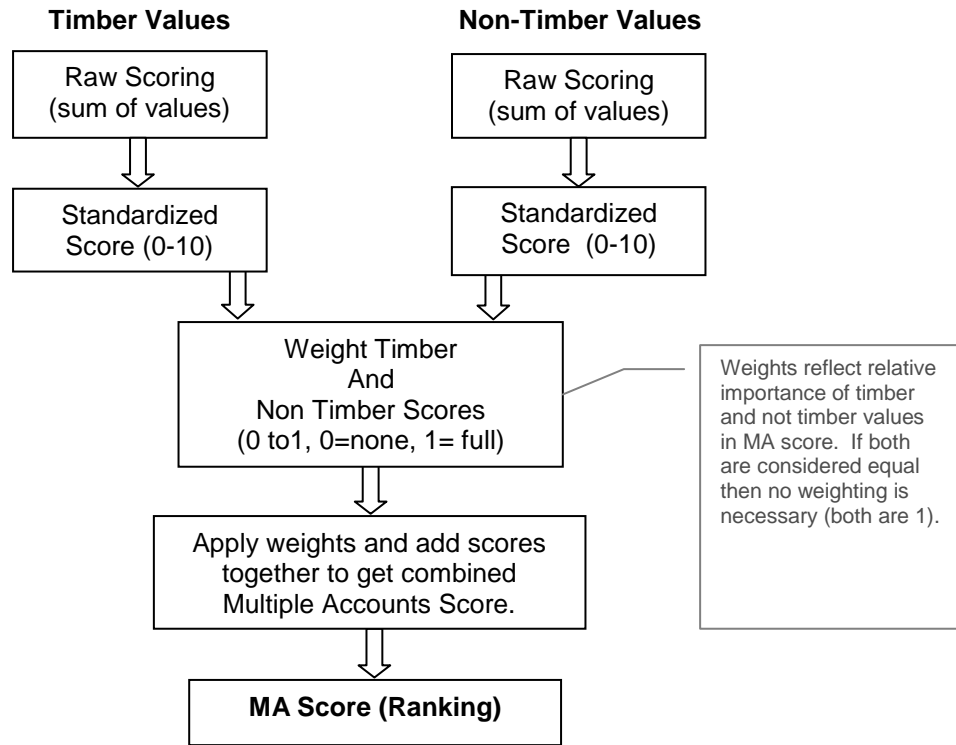 Timber Values
Non-Timber Values
Raw Scoring
(sum of values)
Raw Scoring
(sum of values)
Standardized
Score (0-10)
Standardized
Score  (0-10)
Weight Timber
And
Non Timber Scores
(0 to1, 0=none, 1= full)
Weights reflect relative
importance of timber
and not timber values
in MA score.  If both
are considered equal
then no weighting is
necessary (both are 1).
Apply weights and add scores
together to get combined
Multiple Accounts Score.
MA Score (Ranking)